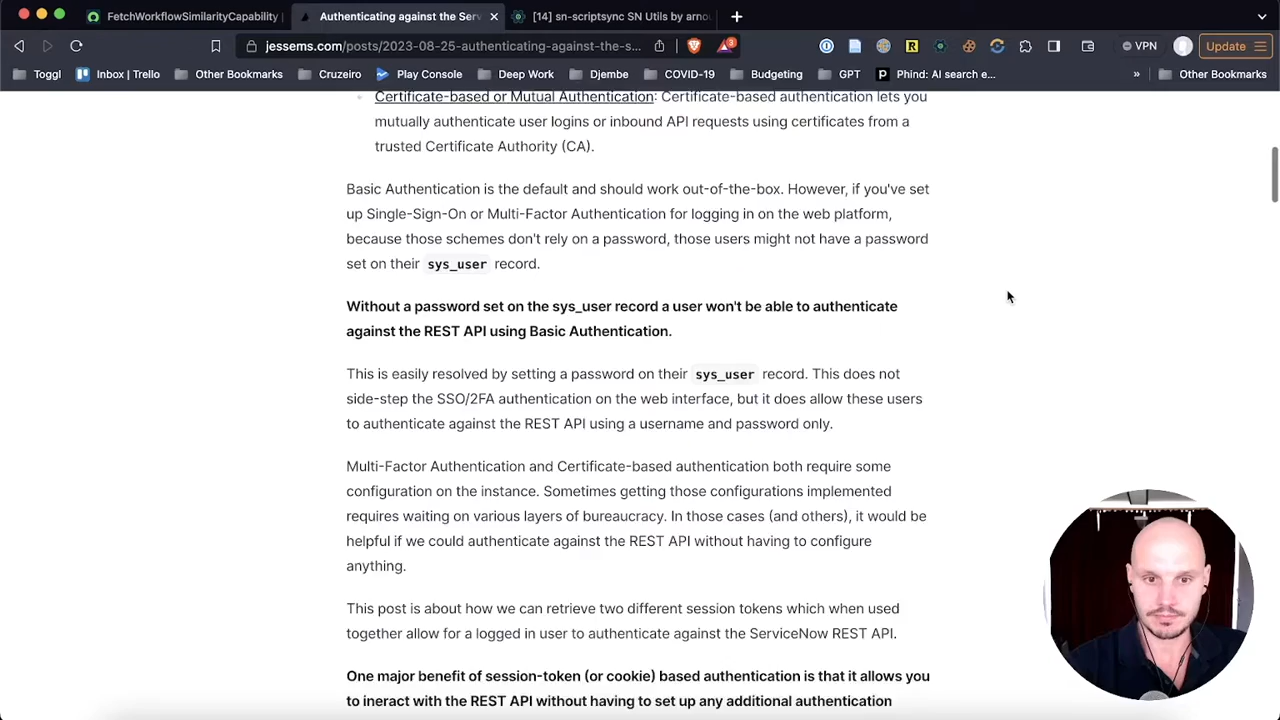 FetchWorkflowSimilarityCapability
Authenticating against the Ser
[14] sn-scriptsync SN Utils by arnou
jessems.com/posts/2023-08-25-authenticating-against-the-s...
3
VPN
Update
Toggl
Inbox | Trello
Other Bookmarks
Cruzeiro
Play Console
Deep Work
Djembe
COVID-19
Budgeting
GPT
Phind: AI search e...
»
Other Bookmarks
Certificate-based or Mutual Authentication: Certificate-based authentication lets you
mutually authenticate user logins or inbound API requests using certificates from a
trusted Certificate Authority (CA).
Basic Authentication is the default and should work out-of-the-box. However, if you've set
up Single-Sign-On or Multi-Factor Authentication for logging in on the web platform,
because those schemes don't rely on a password, those users might not have a password
set on their sys_user record.
Without a password set on the sys_user record a user won't be able to authenticate
against the REST API using Basic Authentication.
This is easily resolved by setting a password on their sys_user record. This does not
side-step the SSO/2FA authentication on the web interface, but it does allow these users
to authenticate against the REST API using a username and password only.
Multi-Factor Authentication and Certificate-based authentication both require some
configuration on the instance. Sometimes getting those configurations implemented
requires waiting on various layers of bureaucracy. In those cases (and others), it would be
helpful if we could authenticate against the REST API without having to configure
anything.
This post is about how we can retrieve two different session tokens which when used
together allow for a logged in user to authenticate against the ServiceNow REST API.
One major benefit of session-token (or cookie) based authentication is that it allows you
to ineract with the REST API without having to set up any additional authentication